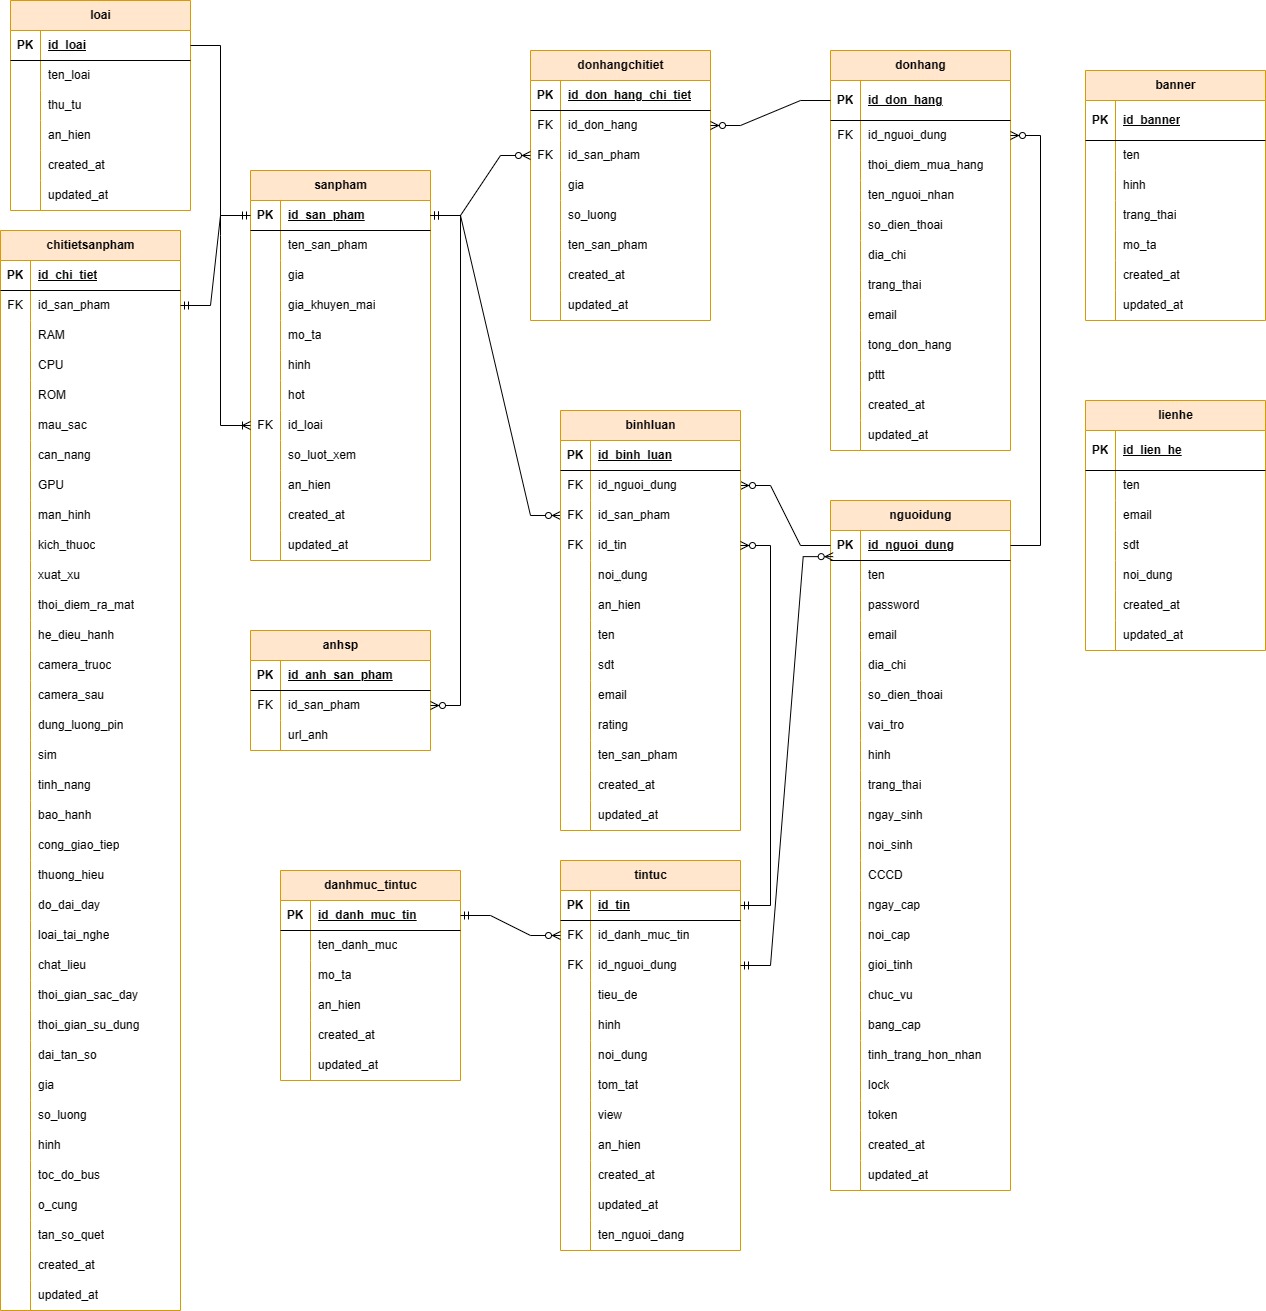 loai
PK id_loai
ten_loai
thu_tu
an_hien
created_at
updated_at
chitietsanpham
PK id_chi_tiet
FK id_san_pham
RAM
CPU
ROM
mau_sac
can_nang
GPU
man_hinh
kich_thuoc
xuat_xu
thoi_diem_ra_mat
he_dieu_hanh
camera_truoc
camera_sau
dung_luong_pin
sim
tinh_nang
bao_hanh
cong_giao_tiep
thuong_hieu
do_dai_day
loai_tai_nghe
chat_lieu
thoi_gian_sac_day
thoi_gian_su_dung
dai_tan_so
gia
so_luong
hinh
toc_do_bus
o_cung
tan_so_quet
created_at
updated_at
sanpham
PK id_san_pham
ten_san_pham
gia
gia_khuyen_mai
mo_ta
hinh
hot
FK id_loai
so_luot_xem
an_hien
created_at
updated_at
anhsp
PK id_anh_san_pham
FK id_san_pham
url_anh
danhmuc_tintuc
PK id_danh_muc_tin
ten_danh_muc
mo_ta
an_hien
created_at
updated_at
donhangchitiet
PK id_don_hang_chi_tiet
FK id_don_hang
FK id_san_pham
gia
so_luong
ten_san_pham
created_at
updated_at
binhluan
PK id_binh_luan
FK id_nguoi_dung
FK id_san_pham
FK id_tin
noi_dung
an_hien
ten
sdt
email
rating
ten_san_pham
created_at
updated_at
tintuc
PK id_tin
FK id_danh_muc_tin
FK id_nguoi_dung
tieu_de
hinh
noi_dung
tom_tat
view
an_hien
created_at
updated_at
ten_nguoi_dang
donhang
PK id_don_hang
FK id_nguoi_dung
thoi_diem_mua_hang
ten_nguoi_nhan
so_dien_thoai
dia_chi
trang_thai
email
tong_don_hang
pttt
created_at
updated_at
nguoidung
PK id_nguoi_dung
ten
password
email
dia_chi
so_dien_thoai
vai_tro
hinh
trang_thai
ngay_sinh
noi_sinh
CCCD
ngay_cap
noi_cap
gioi_tinh
chuc_vu
bang_cap
tinh_trang_hon_nhan
lock
token
created_at
updated_at
banner
PK id_banner
ten
hinh
trang_thai
mo_ta
created_at
updated_at
lienhe
PK id_lien_he
ten
email
sdt
noi_dung
created_at
updated_at